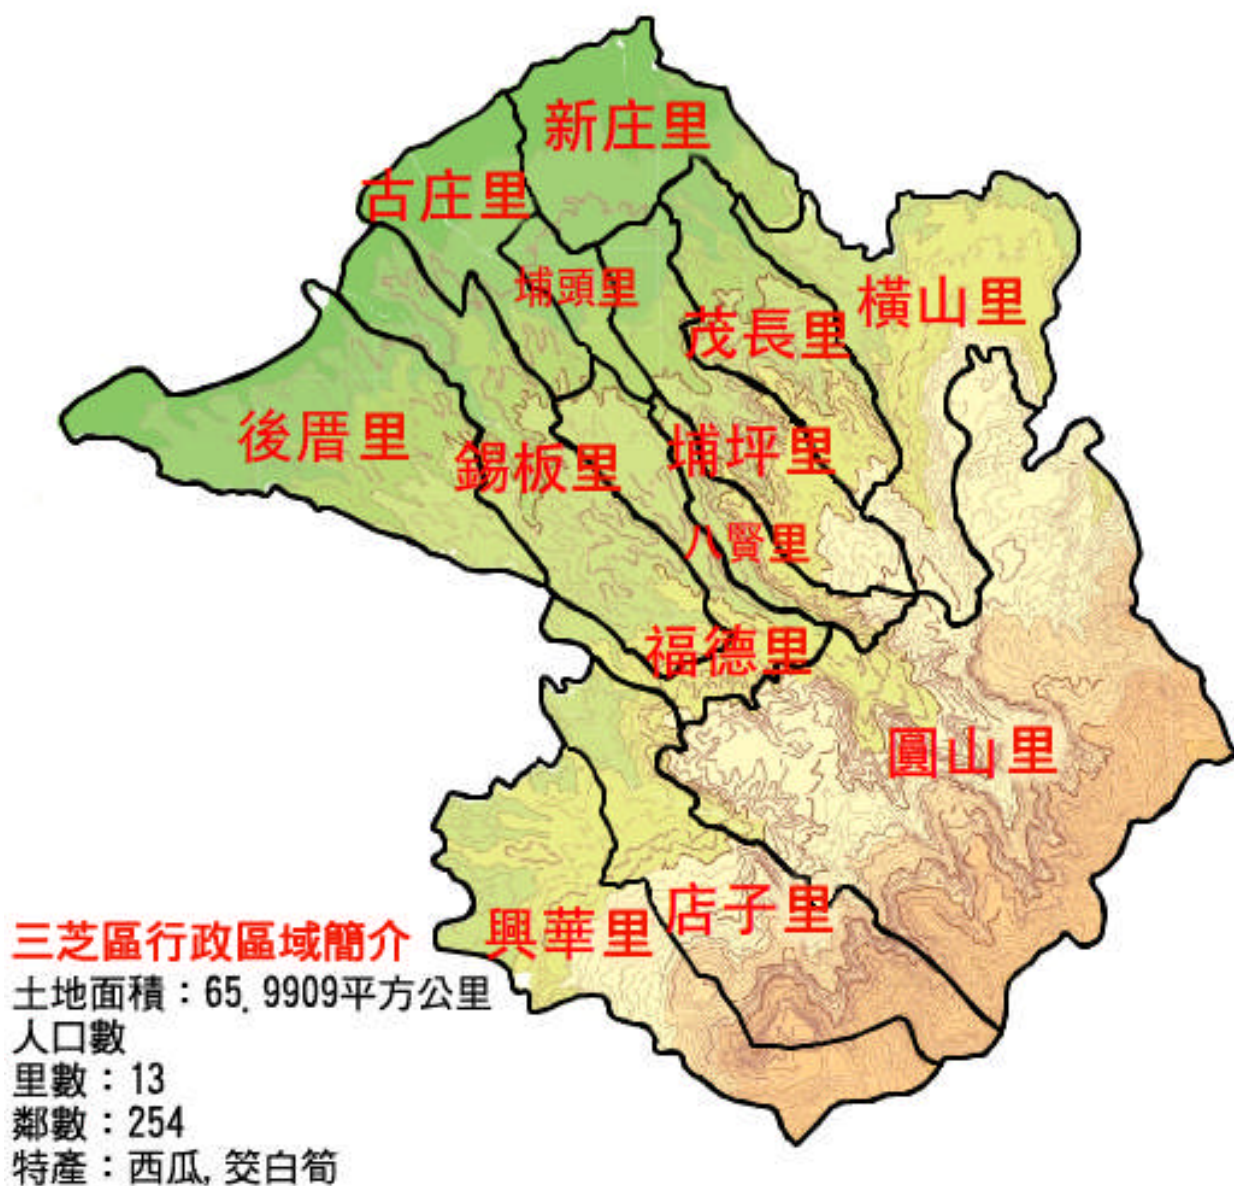 新庄里
古庄里
埔頭里
橫山里
茂長里
後厝里
錫板里
埔坪里
八賢里
福德里
圓山里
店子里
興華里
三芝區行政區域簡介
土地面積：65.9909平方公里
人口數
里數：13
鄰數：254
特產：西瓜,筊白筍